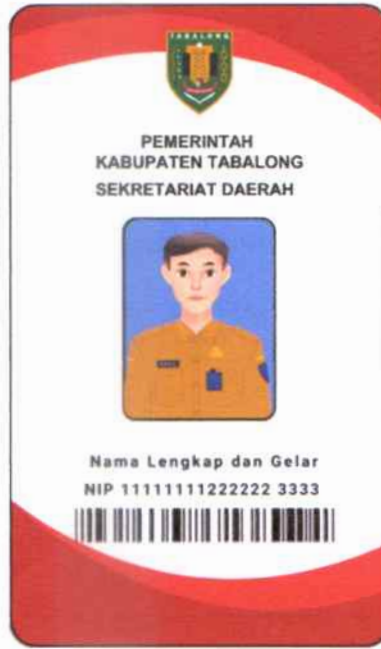 TABALONG
PEMERINTAH
KABUPATEN TABALONG
SEKRETARIAT DAERAH
Nama Lengkap dan Gelar
NIP 11111111222222 3333